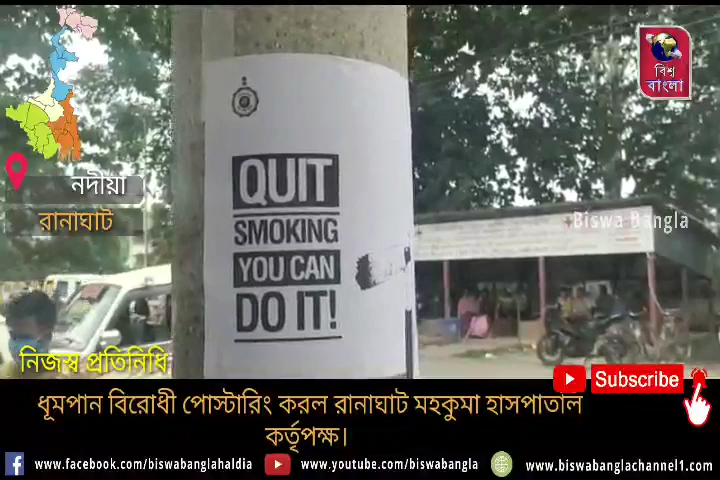 বিশ্ব
বাংলা
নদীয়া
রানাঘাট
QUIT
SMOKING
YOU CAN
DO IT!
Biswa Bangla
নিজস্ব প্রতিনিধি
Subscribe
ধূমপান বিরোধী পোস্টারিং করল রানাঘাট মহকুমা হাসপাতাল
কর্তৃপক্ষ।
www.facebook.com/biswabanglahaldia
www.youtube.com/biswabangla
www.biswabanglachannel1.com